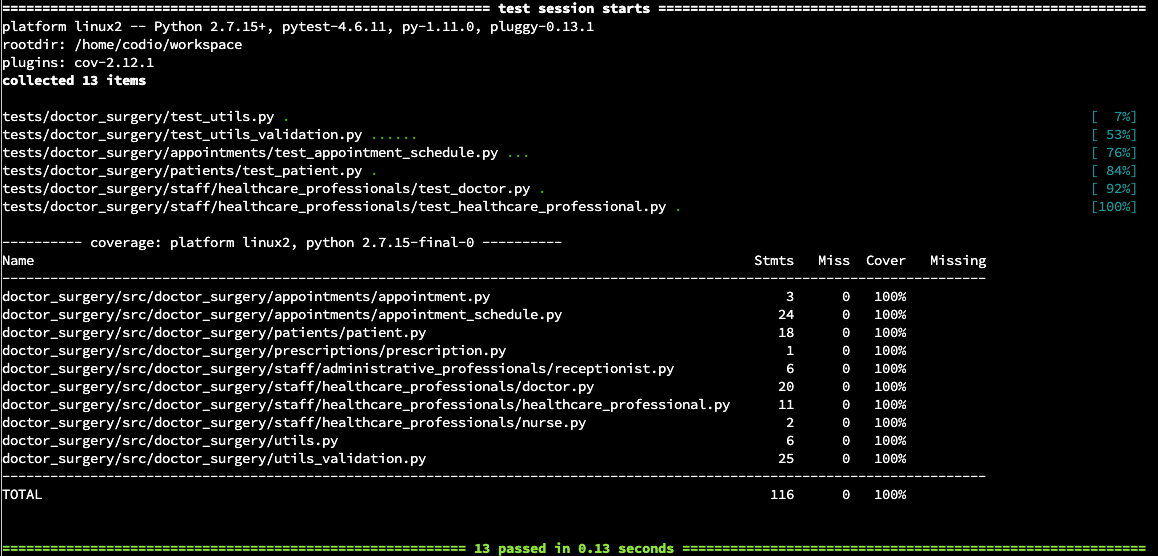 ============================================================= test session starts =============================================================
platform linux2 -- Python 2.7.15+, pytest-4.6.11, py-1.11.0, pluggy-0.13.1
rootdir: /home/codio/workspace
plugins: cov-2.12.1
collected 13 items
tests/doctor_surgery/test_utils.py . [  7%]
tests/doctor_surgery/test_utils_validation.py ...... [ 53%]
tests/doctor_surgery/appointments/test_appointment_schedule.py ... [ 76%]
tests/doctor_surgery/patients/test_patient.py . [ 84%]
tests/doctor_surgery/staff/healthcare_professionals/test_doctor.py . [ 92%]
tests/doctor_surgery/staff/healthcare_professionals/test_healthcare_professional.py . [100%]
---------- coverage: platform linux2, python 2.7.15-final-0 ----------
Name Stmts Miss Cover Missing
---------------------------------------------------------------------------------------------------------------------------
doctor_surgery/src/doctor_surgery/appointments/appointment.py 3 0 100%
doctor_surgery/src/doctor_surgery/appointments/appointment_schedule.py 24 0 100%
doctor_surgery/src/doctor_surgery/patients/patient.py 18 0 100%
doctor_surgery/src/doctor_surgery/prescriptions/prescription.py 1 0 100%
doctor_surgery/src/doctor_surgery/staff/administrative_professionals/receptionist.py 6 0 100%
doctor_surgery/src/doctor_surgery/staff/healthcare_professionals/doctor.py 20 0 100%
doctor_surgery/src/doctor_surgery/staff/healthcare_professionals/healthcare_professional.py 11 0 100%
doctor_surgery/src/doctor_surgery/staff/healthcare_professionals/nurse.py 2 0 100%
doctor_surgery/src/doctor_surgery/utils.py 6 0 100%
doctor_surgery/src/doctor_surgery/utils_validation.py 25 0 100%
---------------------------------------------------------------------------------------------------------------------------
TOTAL 116 0 100%
========================================================== 13 passed in 0.13 seconds ==========================================================